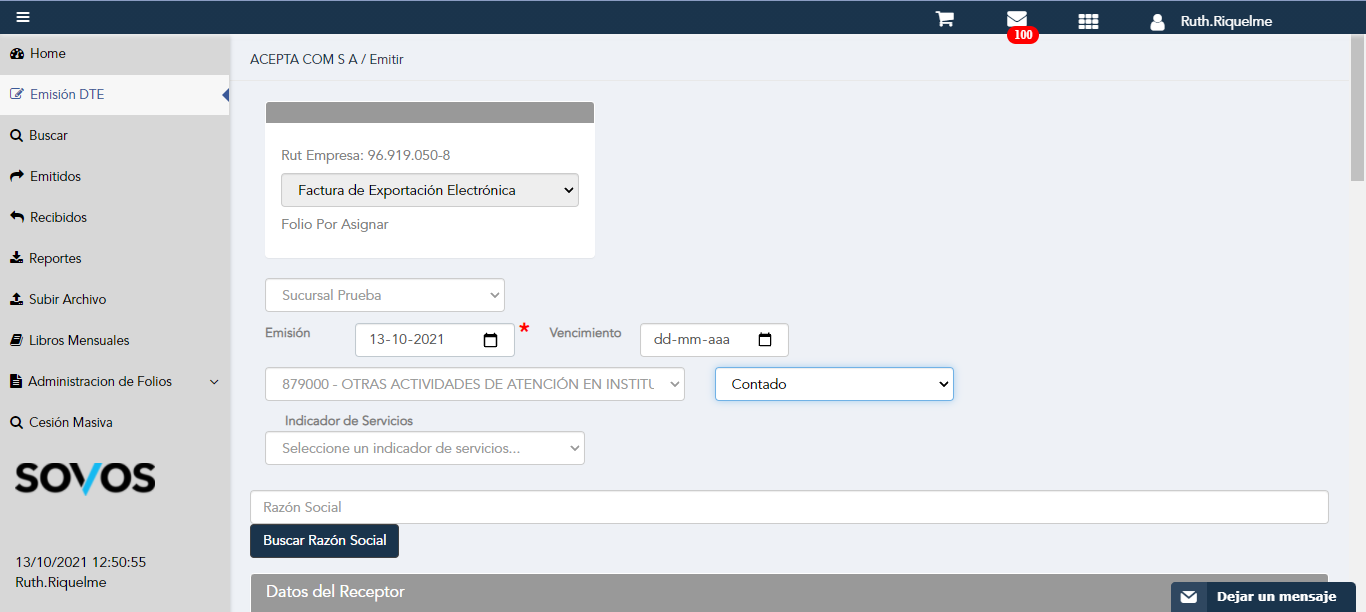 100
Ruth.Riquelme
Home
Emisión DTE
Buscar
Emitidos
Recibidos
Reportes
Subir Archivo
Libros Mensuales
Administracion de Folios
Cesión Masiva
SOVOS
13/10/2021 12:50:55
Ruth.Riquelme
ACEPTA COM S A / Emitir
Rut Empresa: 96.919.050-8
Factura de Exportación Electrónica
Folio Por Asignar
Sucursal Prueba
Emisión 13-10-2021 * Vencimiento dd-mm-aaa
879000 - OTRAS ACTIVIDADES DE ATENCIÓN EN INSTITU Contado
Indicador de Servicios
Seleccione un indicador de servicios...
Razón Social
Buscar Razón Social
Datos del Receptor
Dejar un mensaje